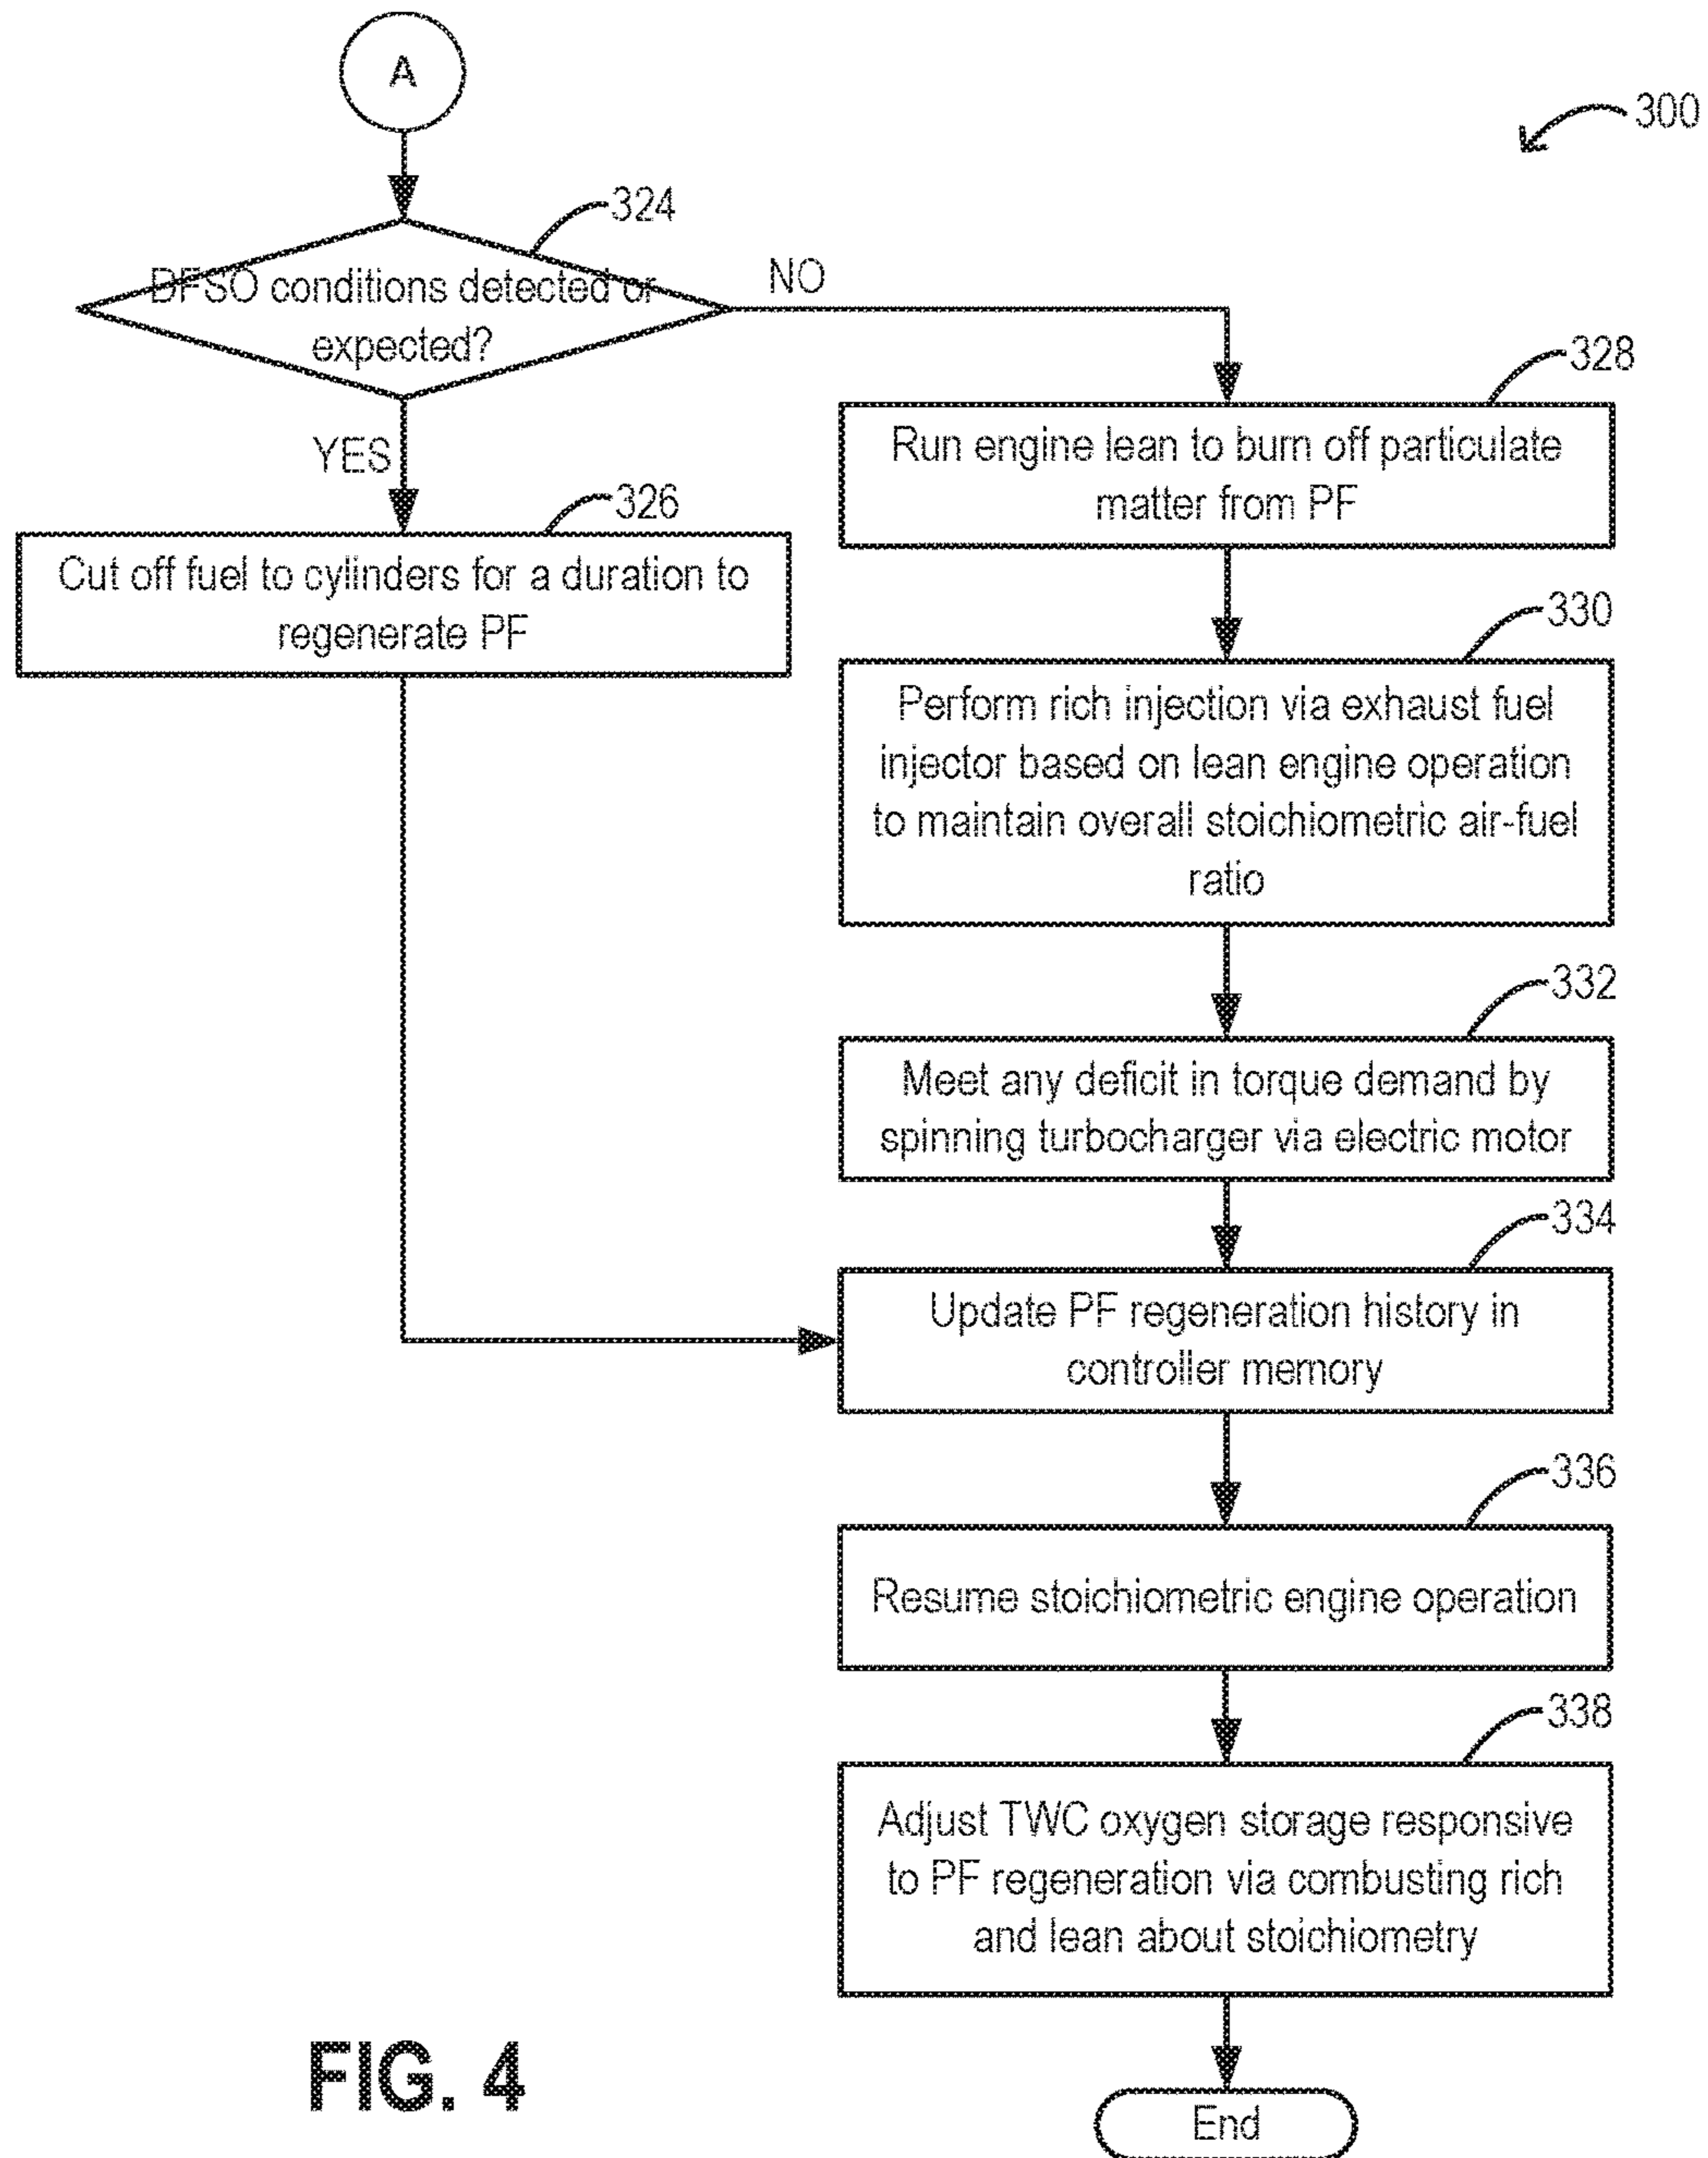 A
300
324
DFSO conditions detected or
expected?
NO
YES
326
Cut off fuel to cylinders for a duration to
regenerate PF
328
Run engine lean to burn off particulate
matter from PF
330
Perform rich injection via exhaust fuel
injector based on lean engine operation
to maintain overall stoichiometric air-fuel
ratio
332
Meet any deficit in torque demand by
spinning turbocharger via electric motor
334
Update PF regeneration history in
controller memory
336
Resume stoichiometric engine operation
338
Adjust TWC oxygen storage responsive
to PF regeneration via combusting rich
and lean about stoichiometry
End
FIG. 4